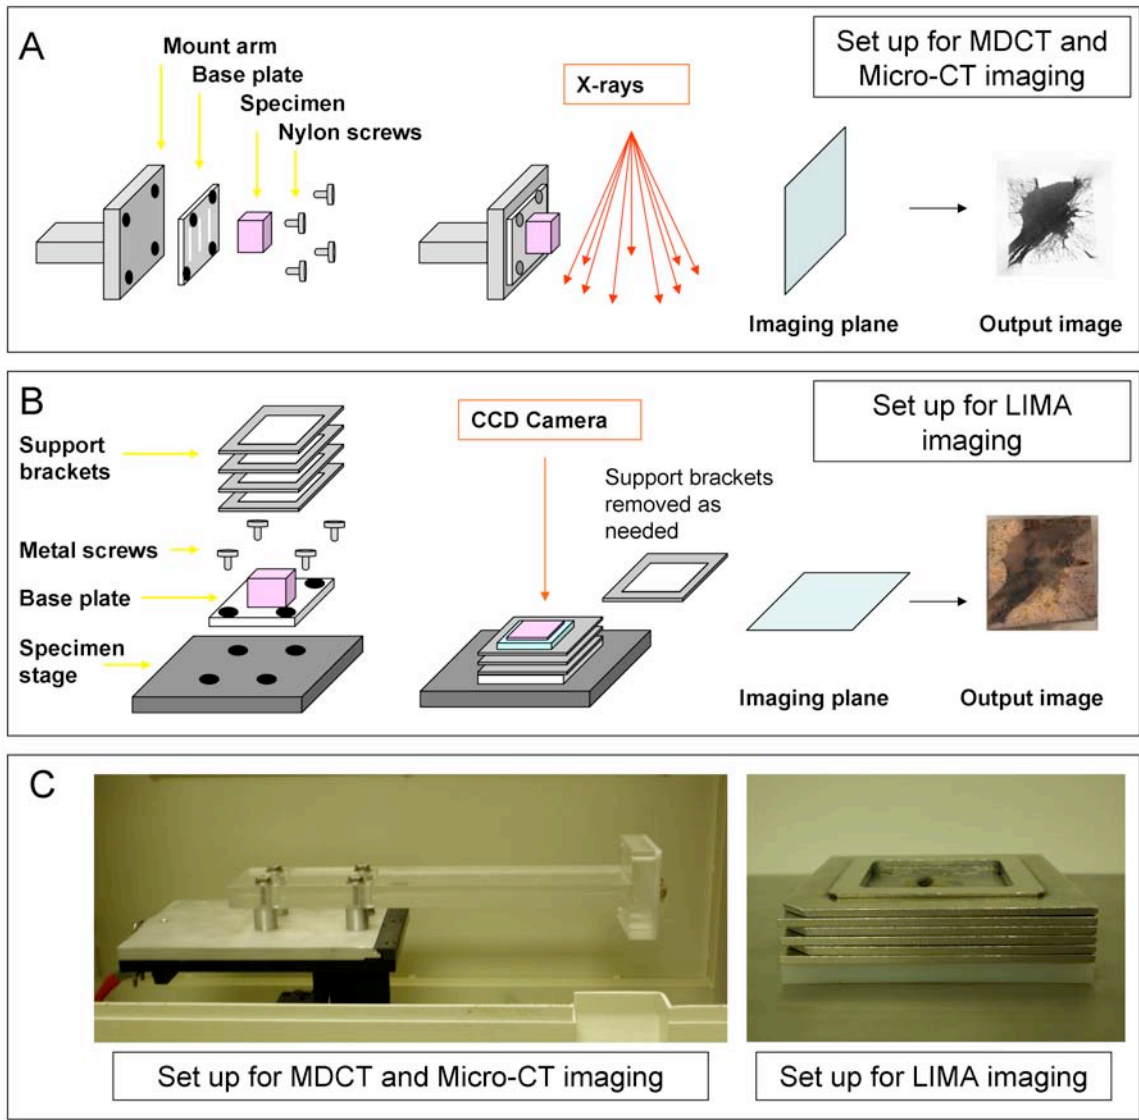 A
Mount arm
Base plate
Specimen
Nylon screws
X-rays
Set up for MDCT and
Micro-CT imaging
Imaging plane
Output image
B
Support
brackets
Metal screws
Base plate
Specimen
stage
CCD Camera
Support brackets
removed as
needed
Set up for LIMA
imaging
Imaging plane
Output image
C
Set up for MDCT and Micro-CT imaging
Set up for LIMA imaging